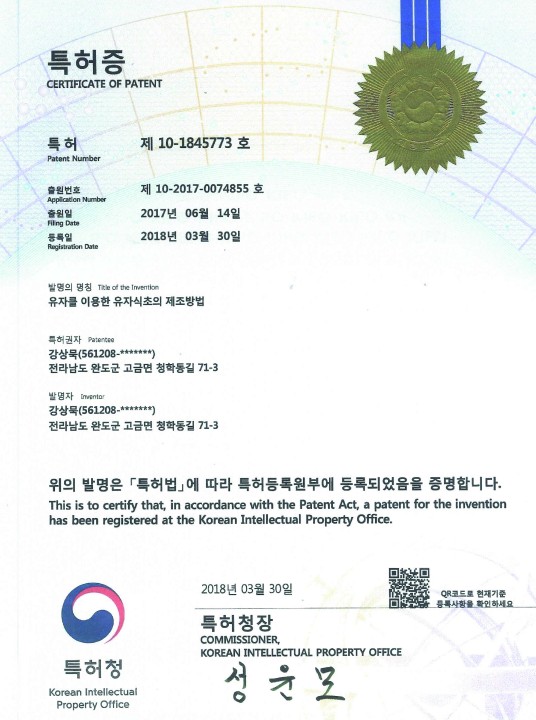 특허증
CERTIFICATE OF PATENT
특허 제 10-1845773 호
Patent Number
출원번호 제 10-2017-0074855 호
Application Number
출원일 2017년 06월 14일
Filing Date
등록일 2018년 03월 30일
Registration Date
발명의 명칭 Title of the Invention
유자를 이용한 유자식초의 제조방법
특허권자 Patentee
강상묵(561208-*******)
전라남도 완도군 고금면 청학동길 71-3
발명자 Inventor
강상묵(561208-*******)
전라남도 완도군 고금면 청학동길 71-3
위의 발명은 「특허법」에 따라 특허등록원부에 등록되었음을 증명합니다.
This is to certify that, in accordance with the Patent Act, a patent for the invention
has been registered at the Korean Intellectual Property Office.
2018년 03월 30일
QR코드로 현재기준
등록사항을 확인하세요
특허청장
COMMISSIONER,
KOREAN INTELLECTUAL PROPERTY OFFICE
성윤모
특허청
Korean Intellectual
Property Office